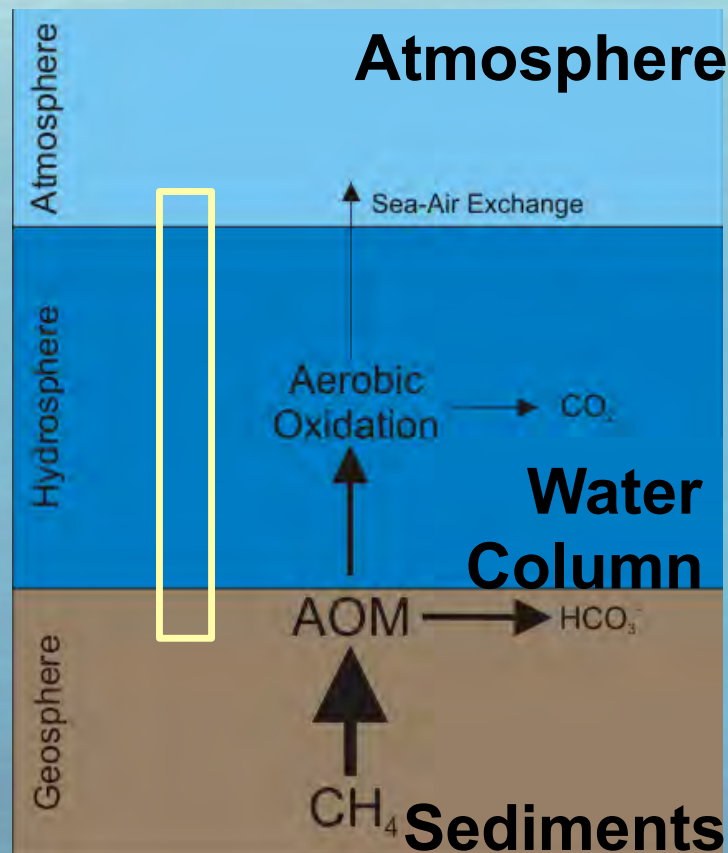 Atmosphere
Atmosphere
Sea-Air Exchange
Hydrosphere
Aerobic
Oxidation
CO₂
Water
Column
AOM
HCO₃⁻
Geosphere
CH₄
Sediments